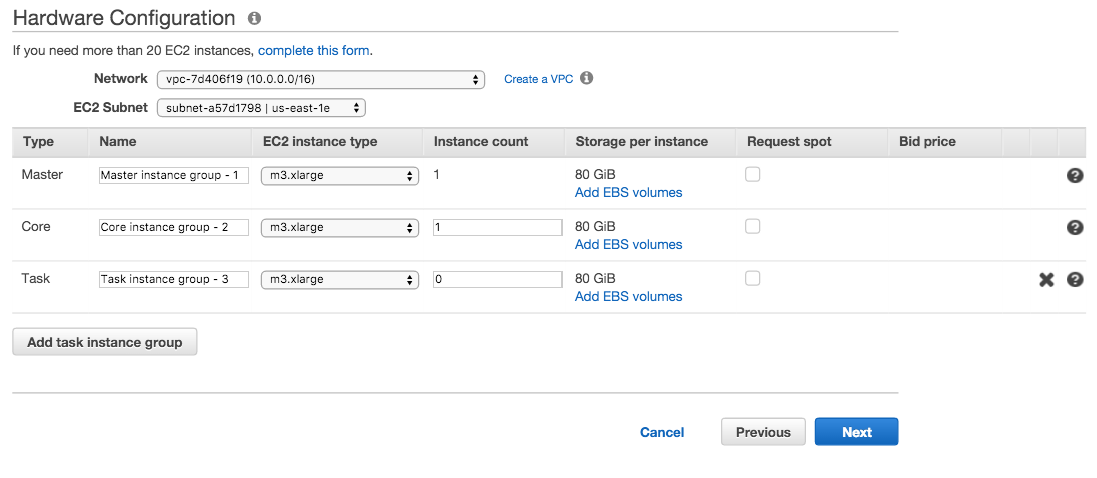 Hardware Configuration
If you need more than 20 EC2 instances, complete this form.
Network vpc-7d406f19 (10.0.0.0/16) Create a VPC
EC2 Subnet subnet-a57d1798 | us-east-1e
Type Name EC2 instance type Instance count Storage per instance Request spot Bid price
Master Master instance group - 1 m3.xlarge 1 80 GiB
Add EBS volumes
Core Core instance group - 2 m3.xlarge 1 80 GiB
Add EBS volumes
Task Task instance group - 3 m3.xlarge 0 80 GiB
Add EBS volumes
Add task instance group
Cancel Previous Next